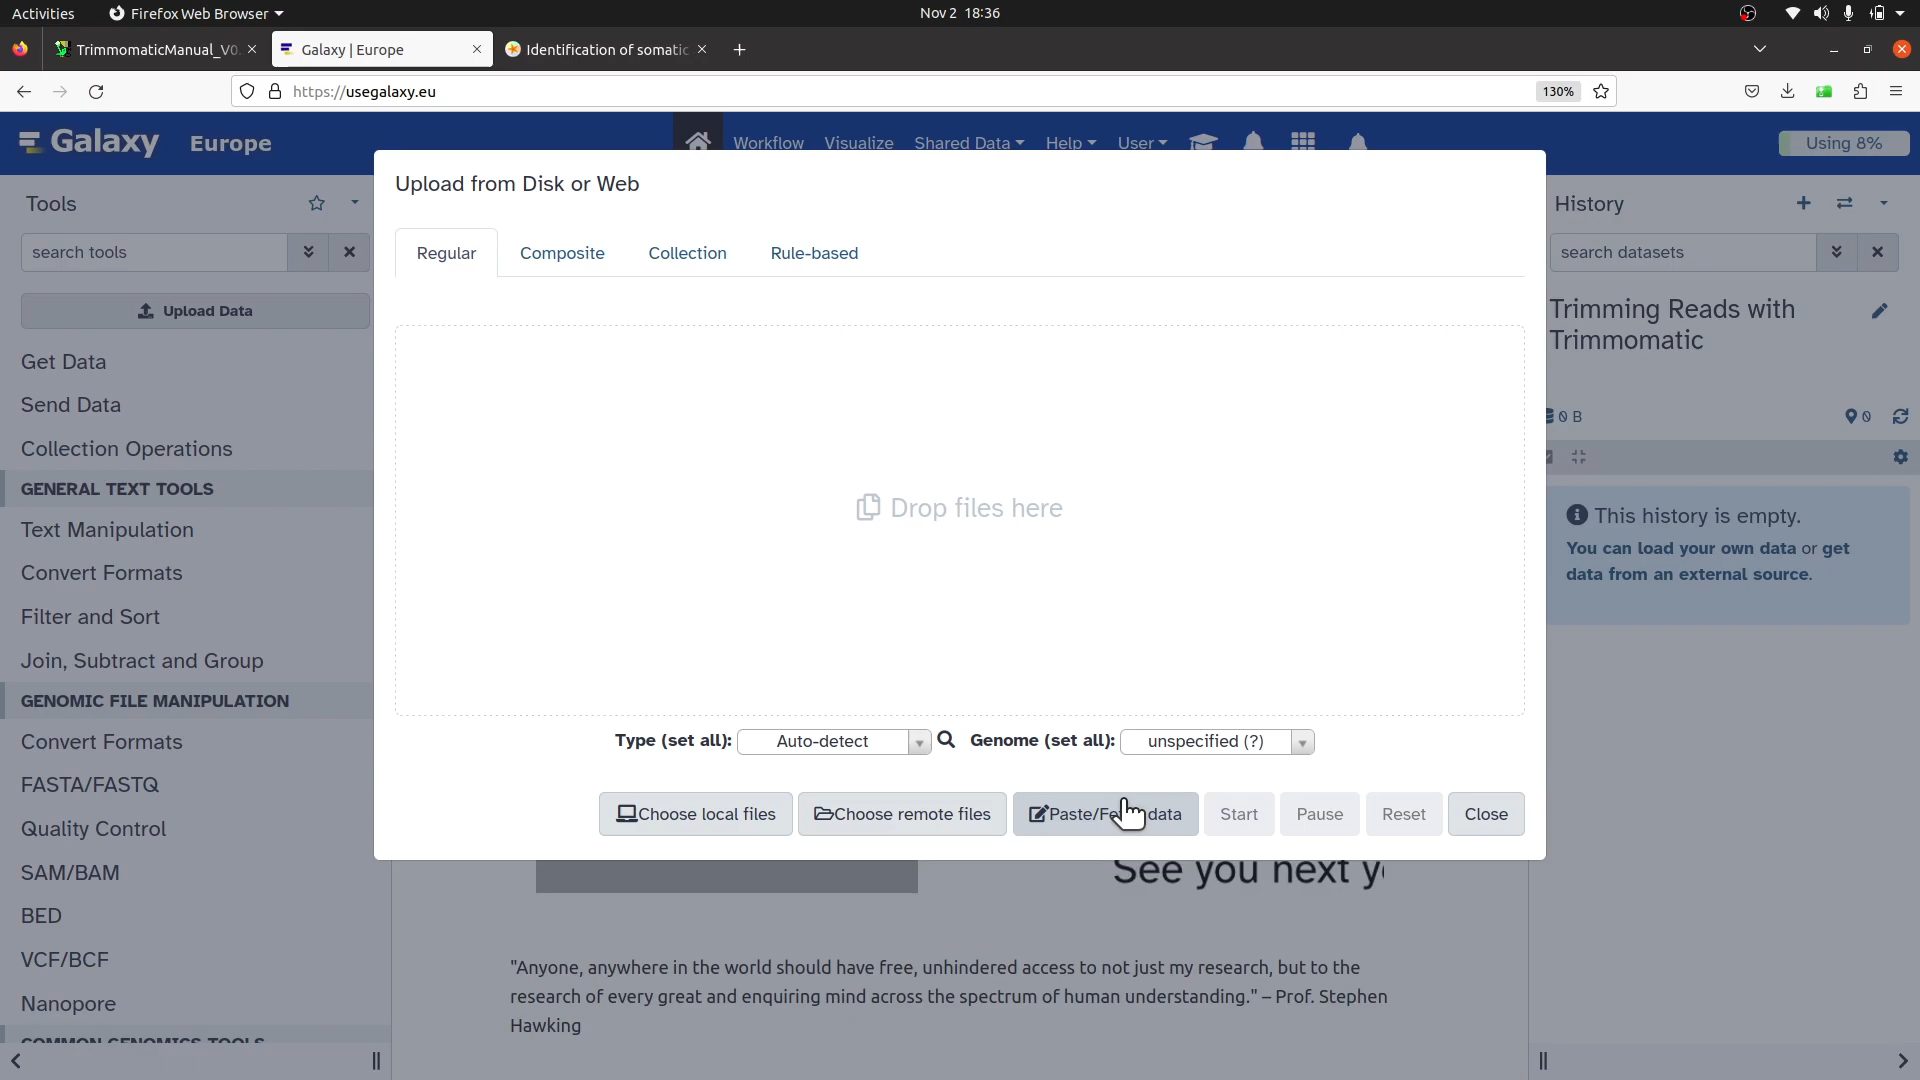 Activities
Firefox Web Browser
Nov 2 18:36
TrimmomaticManual_V0.
Galaxy | Europe
Identification of somatic
https://usegalaxy.eu
130%
Galaxy Europe
Workflow
Visualize
Shared Data
Help
User
Using 8%
Tools
search tools
Upload Data
Get Data
Send Data
Collection Operations
GENERAL TEXT TOOLS
Text Manipulation
Convert Formats
Filter and Sort
Join, Subtract and Group
GENOMIC FILE MANIPULATION
Convert Formats
FASTA/FASTQ
Quality Control
SAM/BAM
BED
VCF/BCF
Nanopore
COMMON GENOMICS TOOLS
Upload from Disk or Web
Regular
Composite
Collection
Rule-based
Drop files here
Type (set all): Auto-detect
Genome (set all): unspecified (?)
Choose local files
Choose remote files
Paste/Fetch data
Start
Pause
Reset
Close
See you next
"Anyone, anywhere in the world should have free, unhindered access to not just my research, but to the
research of every great and enquiring mind across the spectrum of human understanding." – Prof. Stephen
Hawking
History
search datasets
Trimming Reads with
Trimmomatic
0 B
0
This history is empty.
You can load your own data or get
data from an external source.